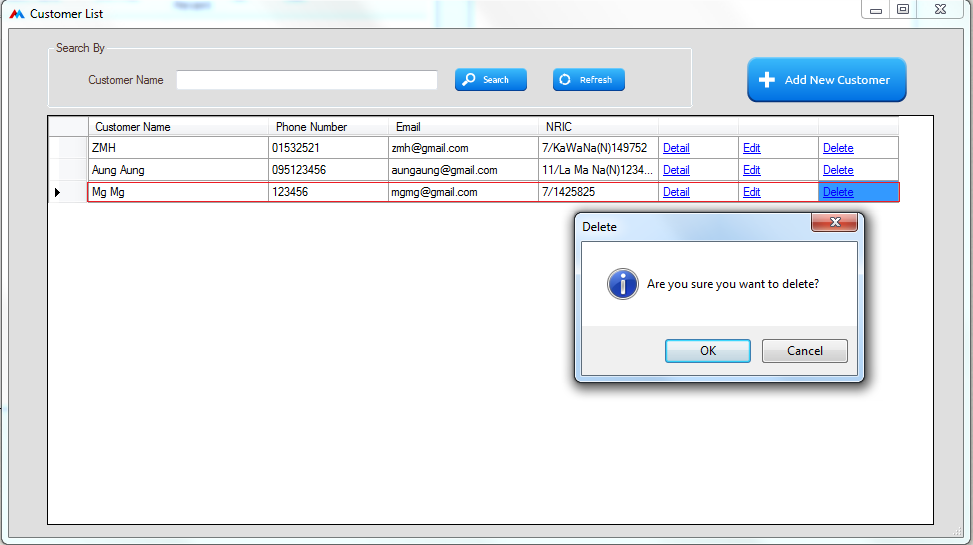 Customer List
Search By
Customer Name
Search
Refresh
Add New Customer
Customer Name Phone Number Email NRIC
ZMH 01532521 zmh@gmail.com 7/KaWaNa(N)149752 Detail Edit Delete
Aung Aung 095123456 aungaung@gmail.com 11/La Ma Na(N)1234... Detail Edit Delete
Mg Mg 123456 mgmg@gmail.com 7/1425825 Detail Edit Delete
Delete
Are you sure you want to delete?
OK Cancel